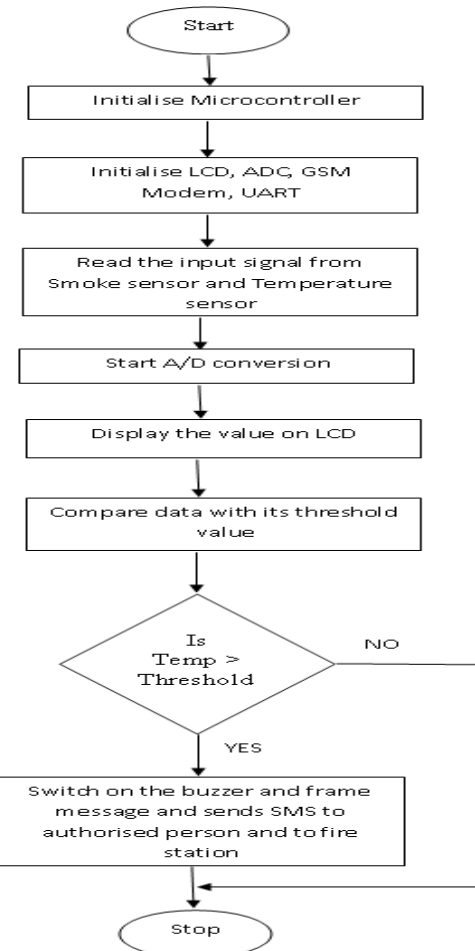 Start
Initialise Microcontroller
Initialise LCD, ADC, GSM
Modem, UART
Read the input signal from
Smoke sensor and Temperature
sensor
Start A/D conversion
Display the value on LCD
Compare data with its threshold
value
Is
Temp >
Threshold
NO
YES
Switch on the buzzer and frame
message and sends SMS to
authorised person and to fire
station
Stop